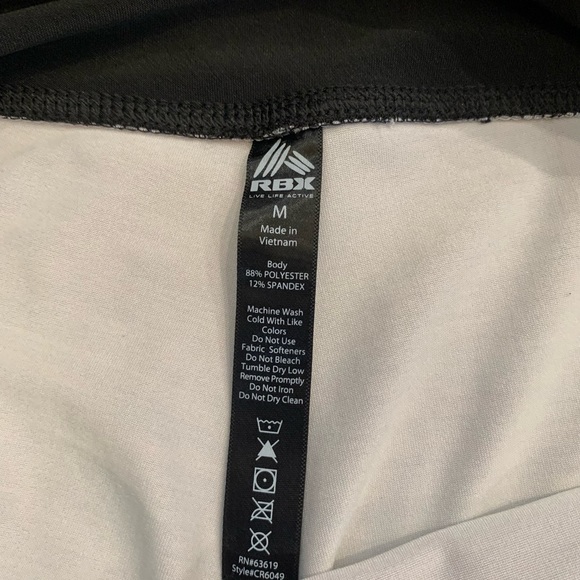 RBX
LIVE LIFE ACTIVE
M
Made in
Vietnam
Body
88% POLYESTER
12% SPANDEX
Machine Wash
Cold With Like
Colors
Do Not Use
Fabric Softeners
Do Not Bleach
Tumble Dry Low
Remove Promptly
Do Not Iron
Do Not Dry Clean
RN#63619
Style#CR6049